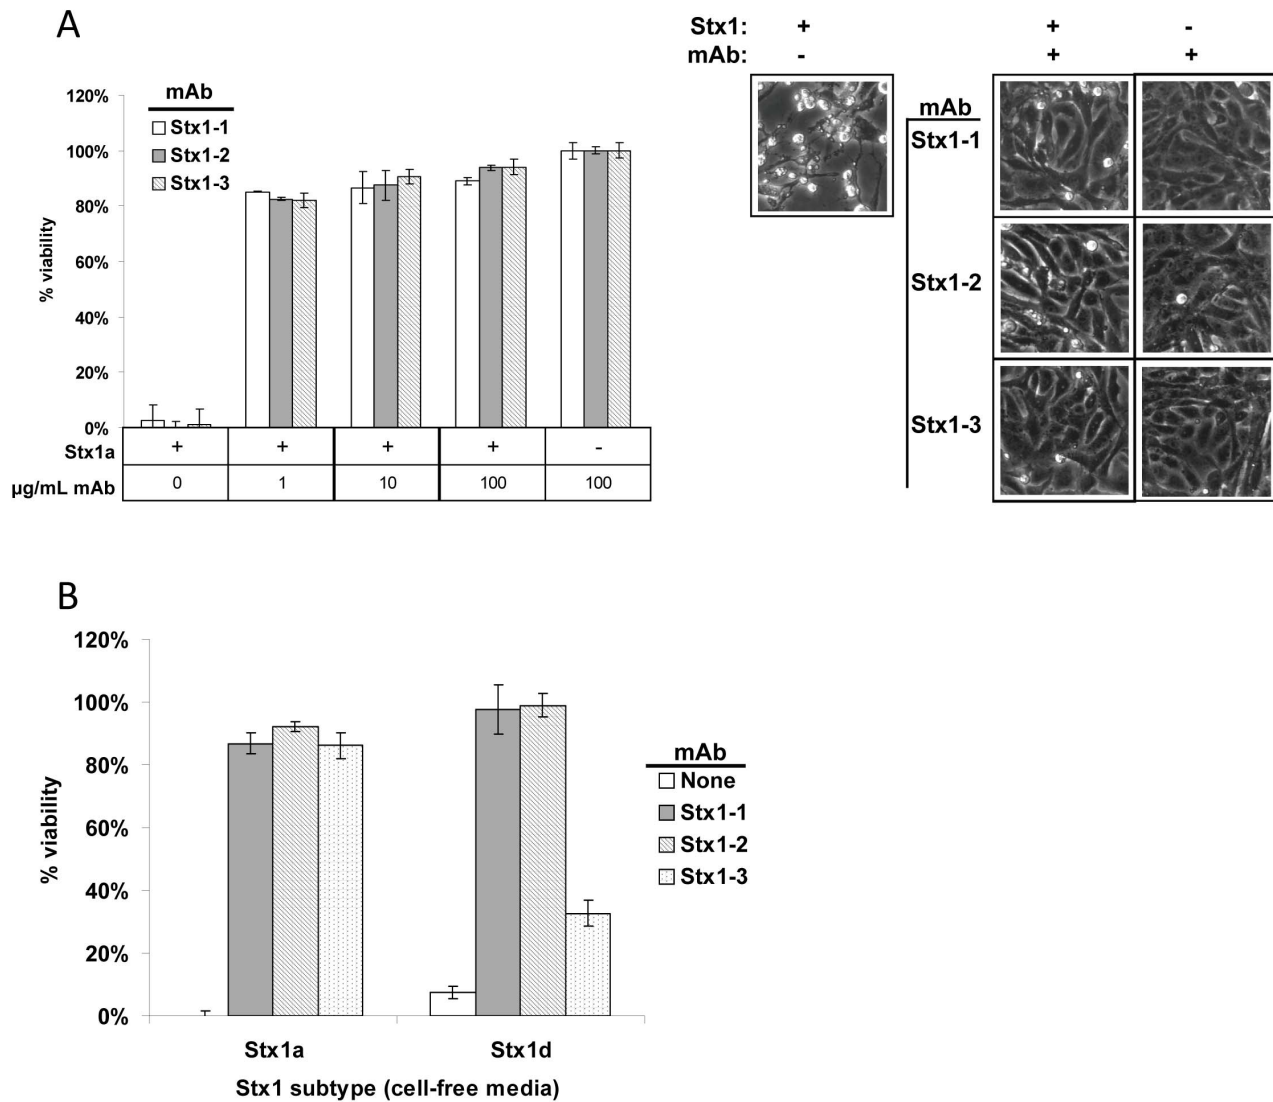 A
mAb
Stx1-1
Stx1-2
Stx1-3
120%
100%
80%
60%
40%
20%
0%
% viability
Stx1a + + + + -
µg/mL mAb 0 1 10 100 100
Stx1: + + -
mAb: - + +
mAb
Stx1-1
Stx1-2
Stx1-3
B
120%
100%
80%
60%
40%
20%
0%
% viability
mAb
None
Stx1-1
Stx1-2
Stx1-3
Stx1a Stx1d
Stx1 subtype (cell-free media)